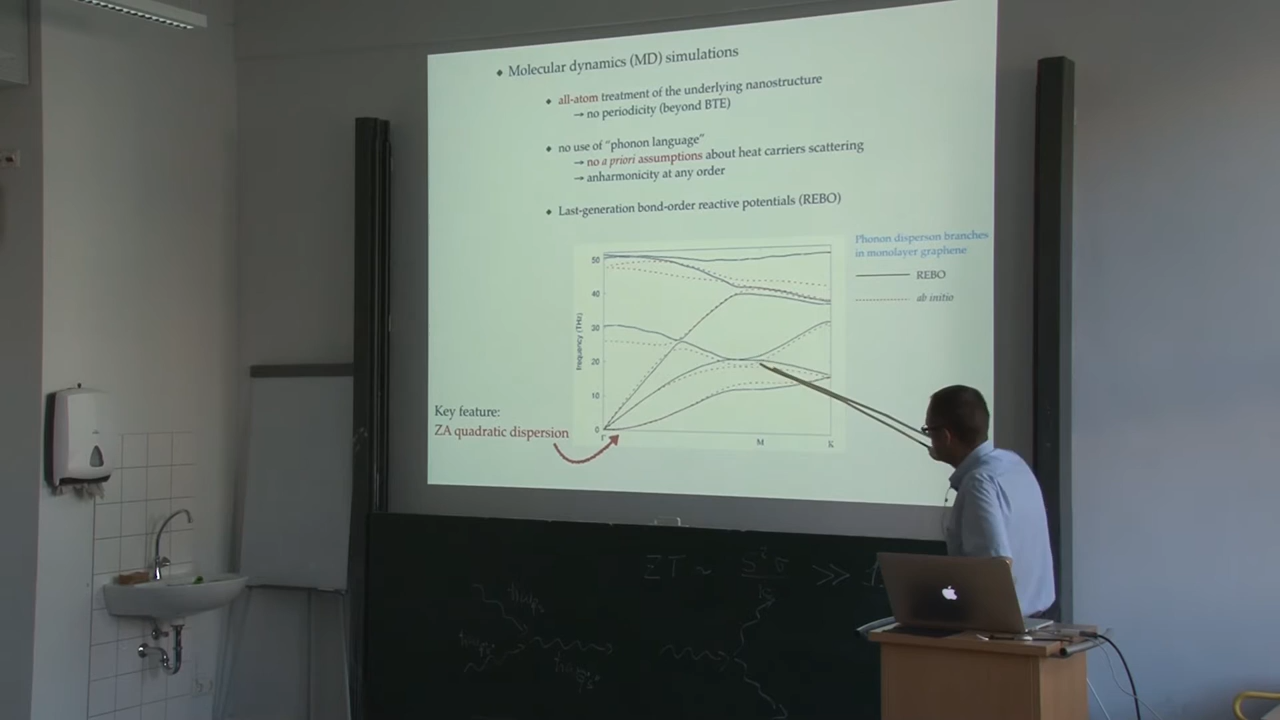 ◆ Molecular dynamics (MD) simulations
◆ all-atom treatment of the underlying nanostructure
→ no periodicity (beyond BTE)
◆ no use of “phonon language”
→ no a priori assumptions about heat carriers scattering
→ anharmonicity at any order
◆ Last-generation bond-order reactive potentials (REBO)
Phonon disperson branches
in monolayer graphene
REBO
ab initio
50
40
30
20
10
0
frequency (THz)
Γ
M
K
Key feature:
ZA quadratic dispersion
ZT ~ S²σ ≫ 1